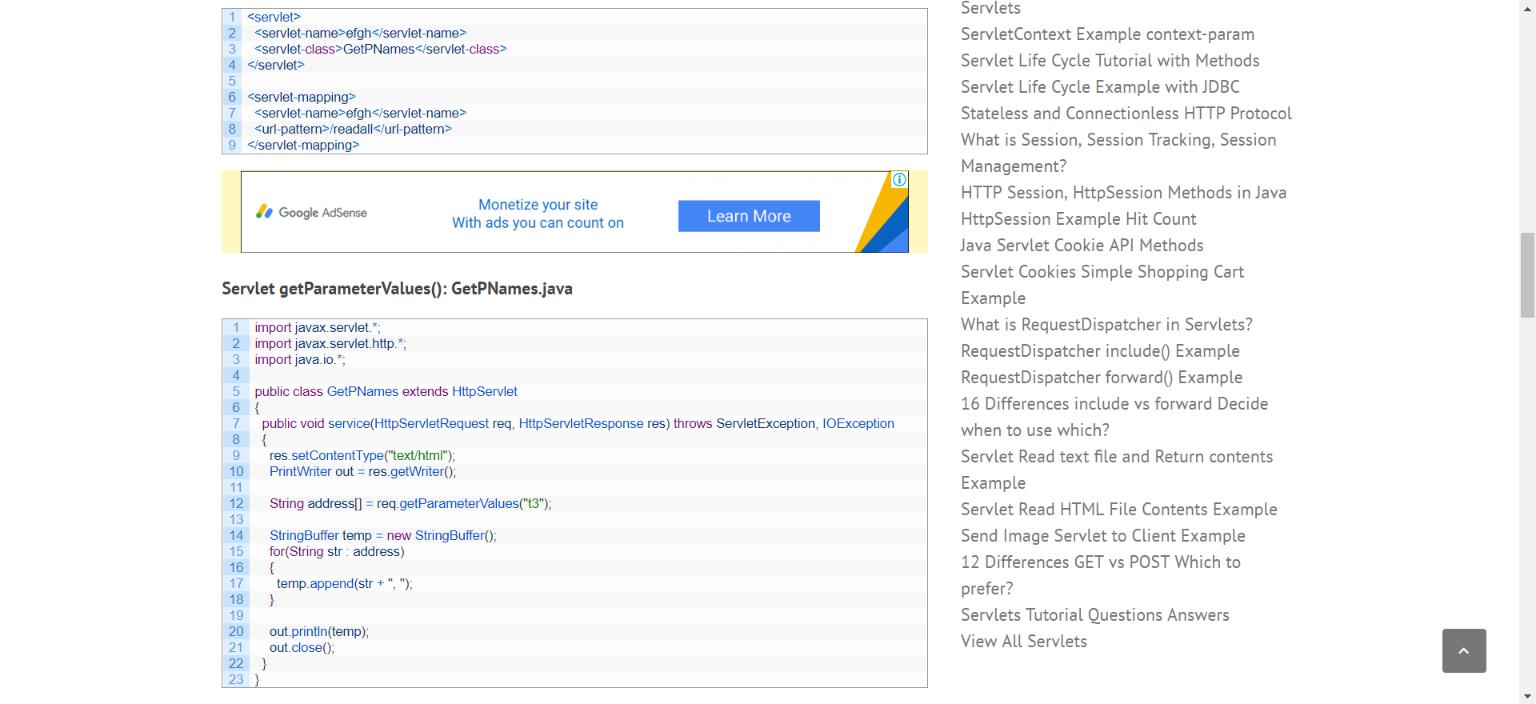 1 <servlet>
2 <servlet-name>efgh</servlet-name>
3 <servlet-class>GetPNames</servlet-class>
4 </servlet>
5
6 <servlet-mapping>
7 <servlet-name>efgh</servlet-name>
8 <url-pattern>/readall</url-pattern>
9 </servlet-mapping>
Google AdSense
Monetize your site
With ads you can count on
Learn More
Servlet getParameterValues(): GetPNames.java
1 import javax.servlet.*;
2 import javax.servlet.http.*;
3 import java.io.*;
4
5 public class GetPNames extends HttpServlet
6 {
7 public void service(HttpServletRequest req, HttpServletResponse res) throws ServletException, IOException
8 {
9 res.setContentType("text/html");
10 PrintWriter out = res.getWriter();
11
12 String address[] = req.getParameterValues("t3");
13
14 StringBuffer temp = new StringBuffer();
15 for(String str : address)
16 {
17 temp.append(str + ", ");
18 }
19
20 out.println(temp);
21 out.close();
22 }
23 }
Servlets
ServletContext Example context-param
Servlet Life Cycle Tutorial with Methods
Servlet Life Cycle Example with JDBC
Stateless and Connectionless HTTP Protocol
What is Session, Session Tracking, Session
Management?
HTTP Session, HttpSession Methods in Java
HttpSession Example Hit Count
Java Servlet Cookie API Methods
Servlet Cookies Simple Shopping Cart
Example
What is RequestDispatcher in Servlets?
RequestDispatcher include() Example
RequestDispatcher forward() Example
16 Differences include vs forward Decide
when to use which?
Servlet Read text file and Return contents
Example
Servlet Read HTML File Contents Example
Send Image Servlet to Client Example
12 Differences GET vs POST Which to
prefer?
Servlets Tutorial Questions Answers
View All Servlets